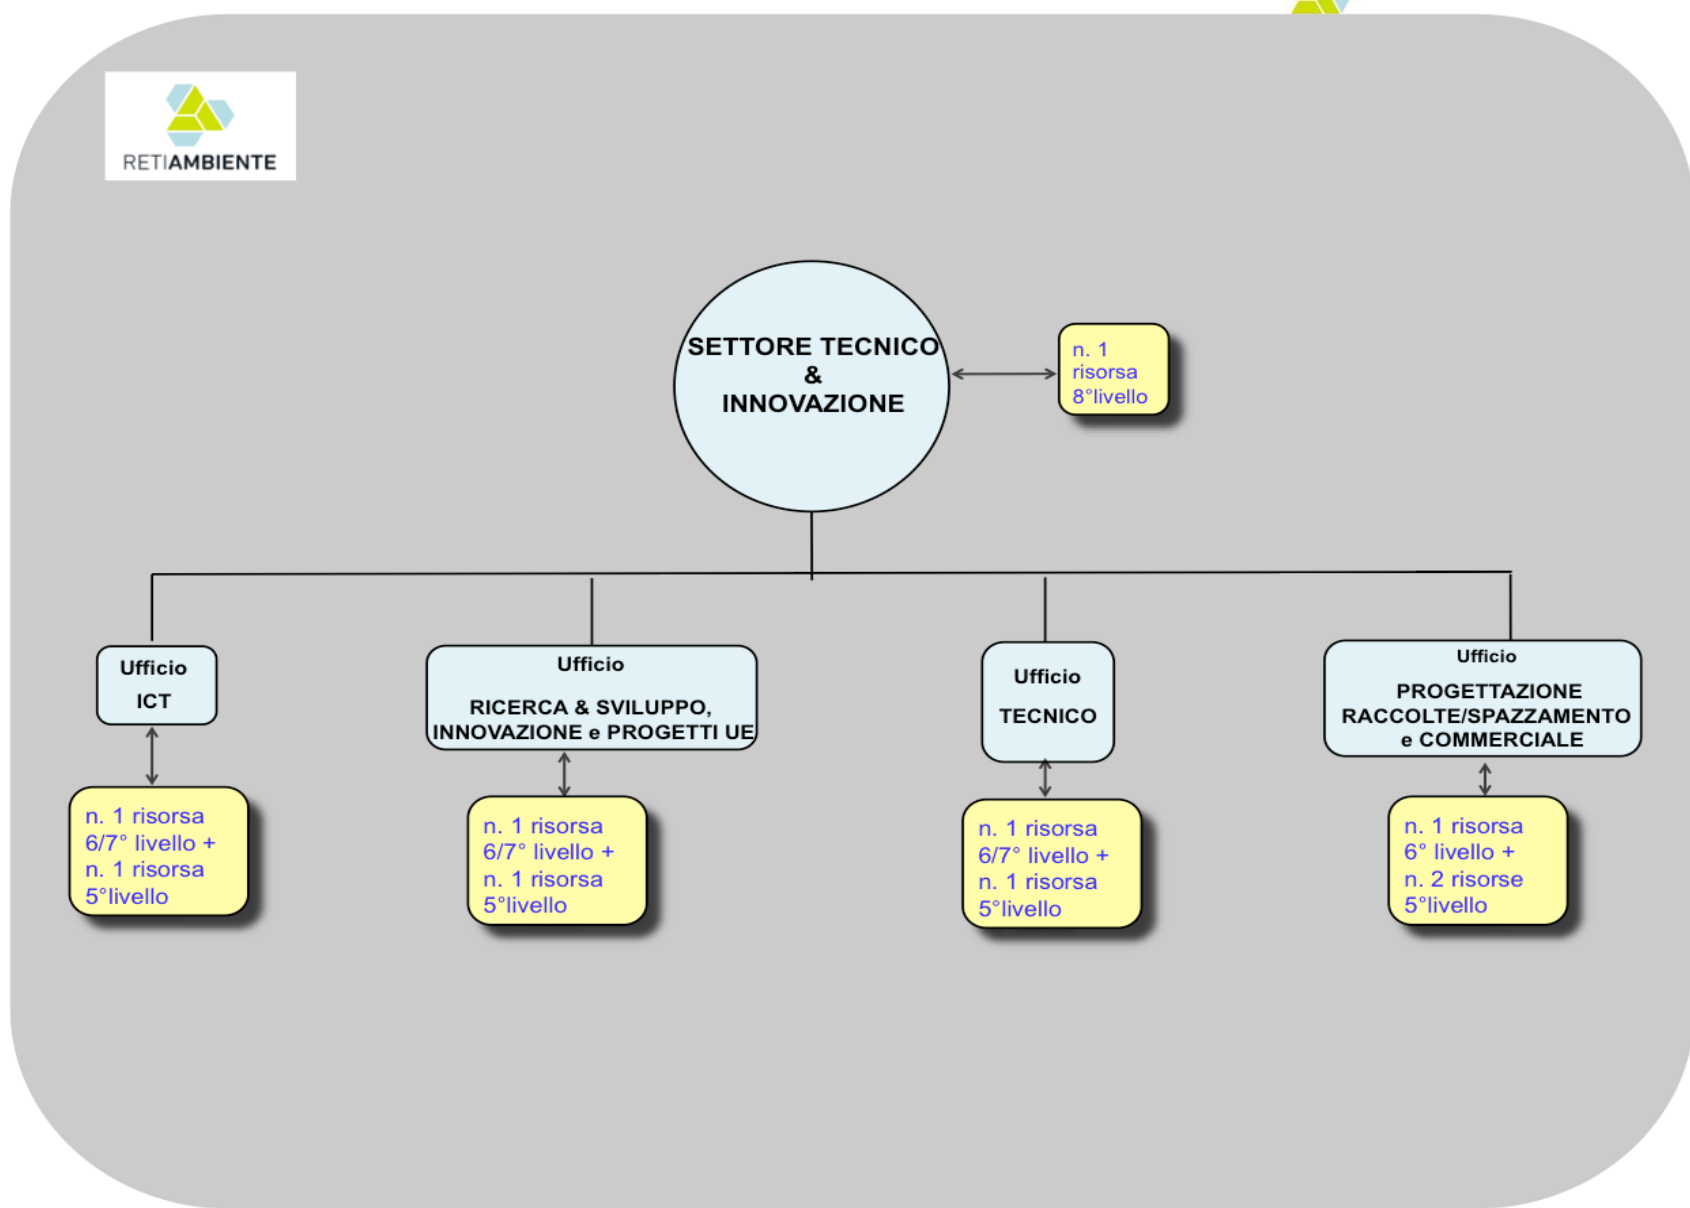 RETIAMBIENTE
SETTORE TECNICO
&
INNOVAZIONE
n. 1
risorsa
8°livello
Ufficio
ICT
Ufficio
RICERCA & SVILUPPO,
INNOVAZIONE e PROGETTI UE
Ufficio
TECNICO
Ufficio
PROGETTAZIONE
RACCOLTE/SPAZZAMENTO
e COMMERCIALE
n. 1 risorsa
6/7° livello +
n. 1 risorsa
5°livello
n. 1 risorsa
6/7° livello +
n. 1 risorsa
5°livello
n. 1 risorsa
6/7° livello +
n. 1 risorsa
5°livello
n. 1 risorsa
6° livello +
n. 2 risorse
5°livello